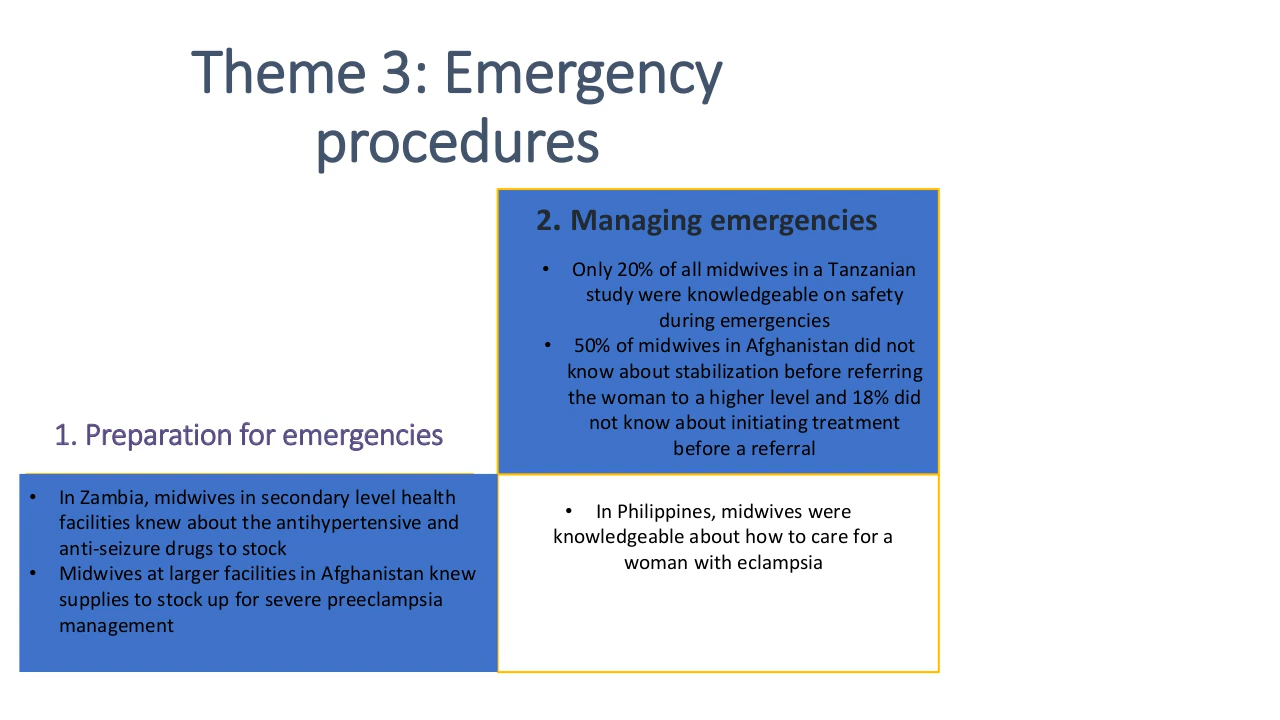 Theme 3: Emergency
procedures
1. Preparation for emergencies
• In Zambia, midwives in secondary level health
facilities knew about the antihypertensive and
anti-seizure drugs to stock
• Midwives at larger facilities in Afghanistan knew
supplies to stock up for severe preeclampsia
management
2. Managing emergencies
• Only 20% of all midwives in a Tanzanian
study were knowledgeable on safety
during emergencies
• 50% of midwives in Afghanistan did not
know about stabilization before referring
the woman to a higher level and 18% did
not know about initiating treatment
before a referral
• In Philippines, midwives were
knowledgeable about how to care for a
woman with eclampsia